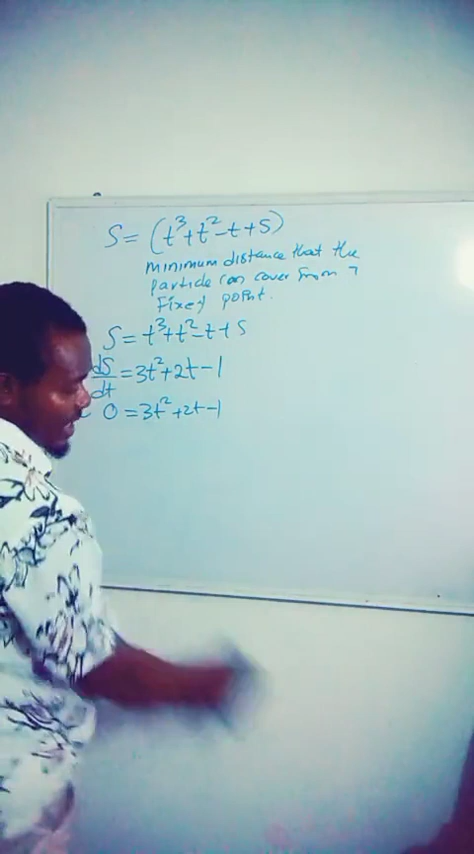 S = (t³+t²-t+5)
minimum distance that the
particle can cover from
fixed point.
S = t³+t²-t+5
dS/dt = 3t²+2t-1
0 = 3t²+2t-1